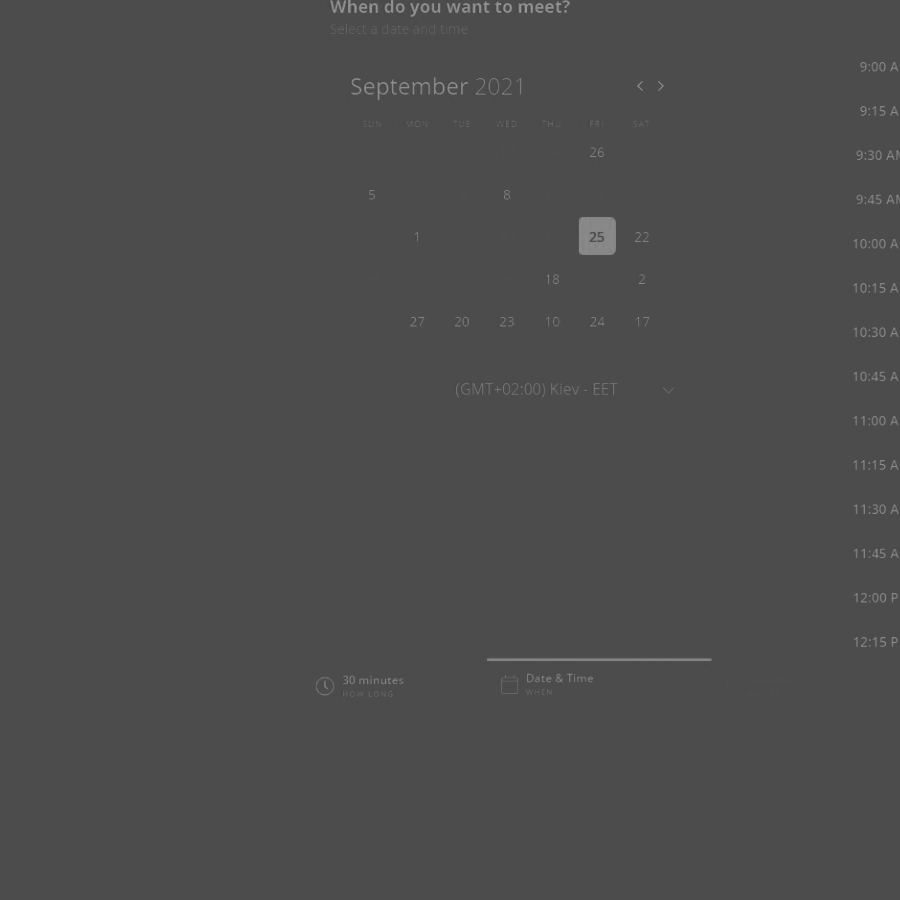 When do you want to meet?
Select a date and time
September 2021
SUN MON TUE WED THU FRI SAT
26
5 8
1 25 22
18 2
27 20 23 10 24 17
(GMT+02:00) Kiev - EET
9:00 A
9:15 A
9:30 AM
9:45 AM
10:00 A
10:15 A
10:30 A
10:45 A
11:00 A
11:15 A
11:30 A
11:45 A
12:00 P
12:15 P
30 minutes
HOW LONG
Date & Time
WHEN